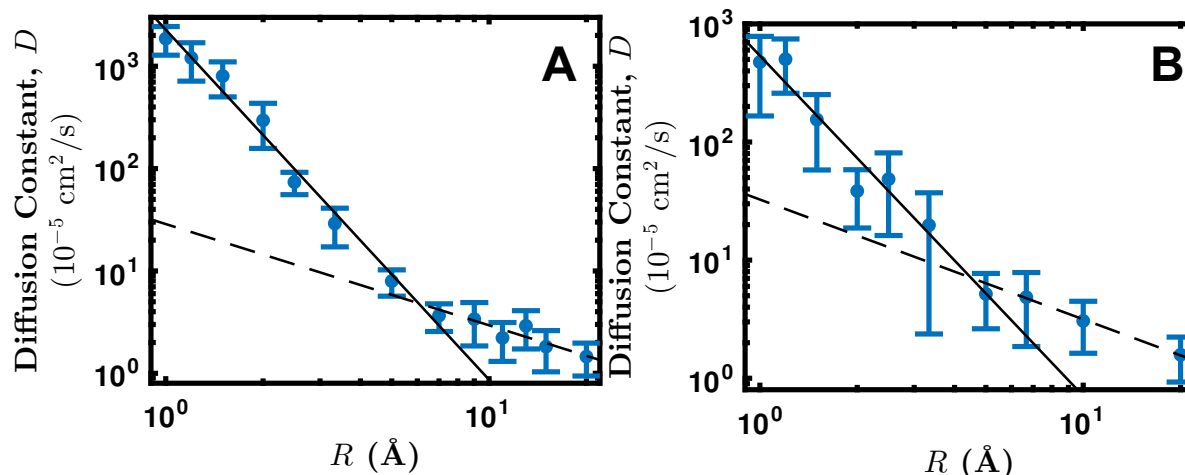 Diffusion Constant, D
(10⁻⁵ cm²/s)
10³
10²
10¹
10⁰
A
10⁰
10¹
R (Å)
Diffusion Constant, D
(10⁻⁵ cm²/s)
10³
10²
10¹
10⁰
B
10⁰
10¹
R (Å)